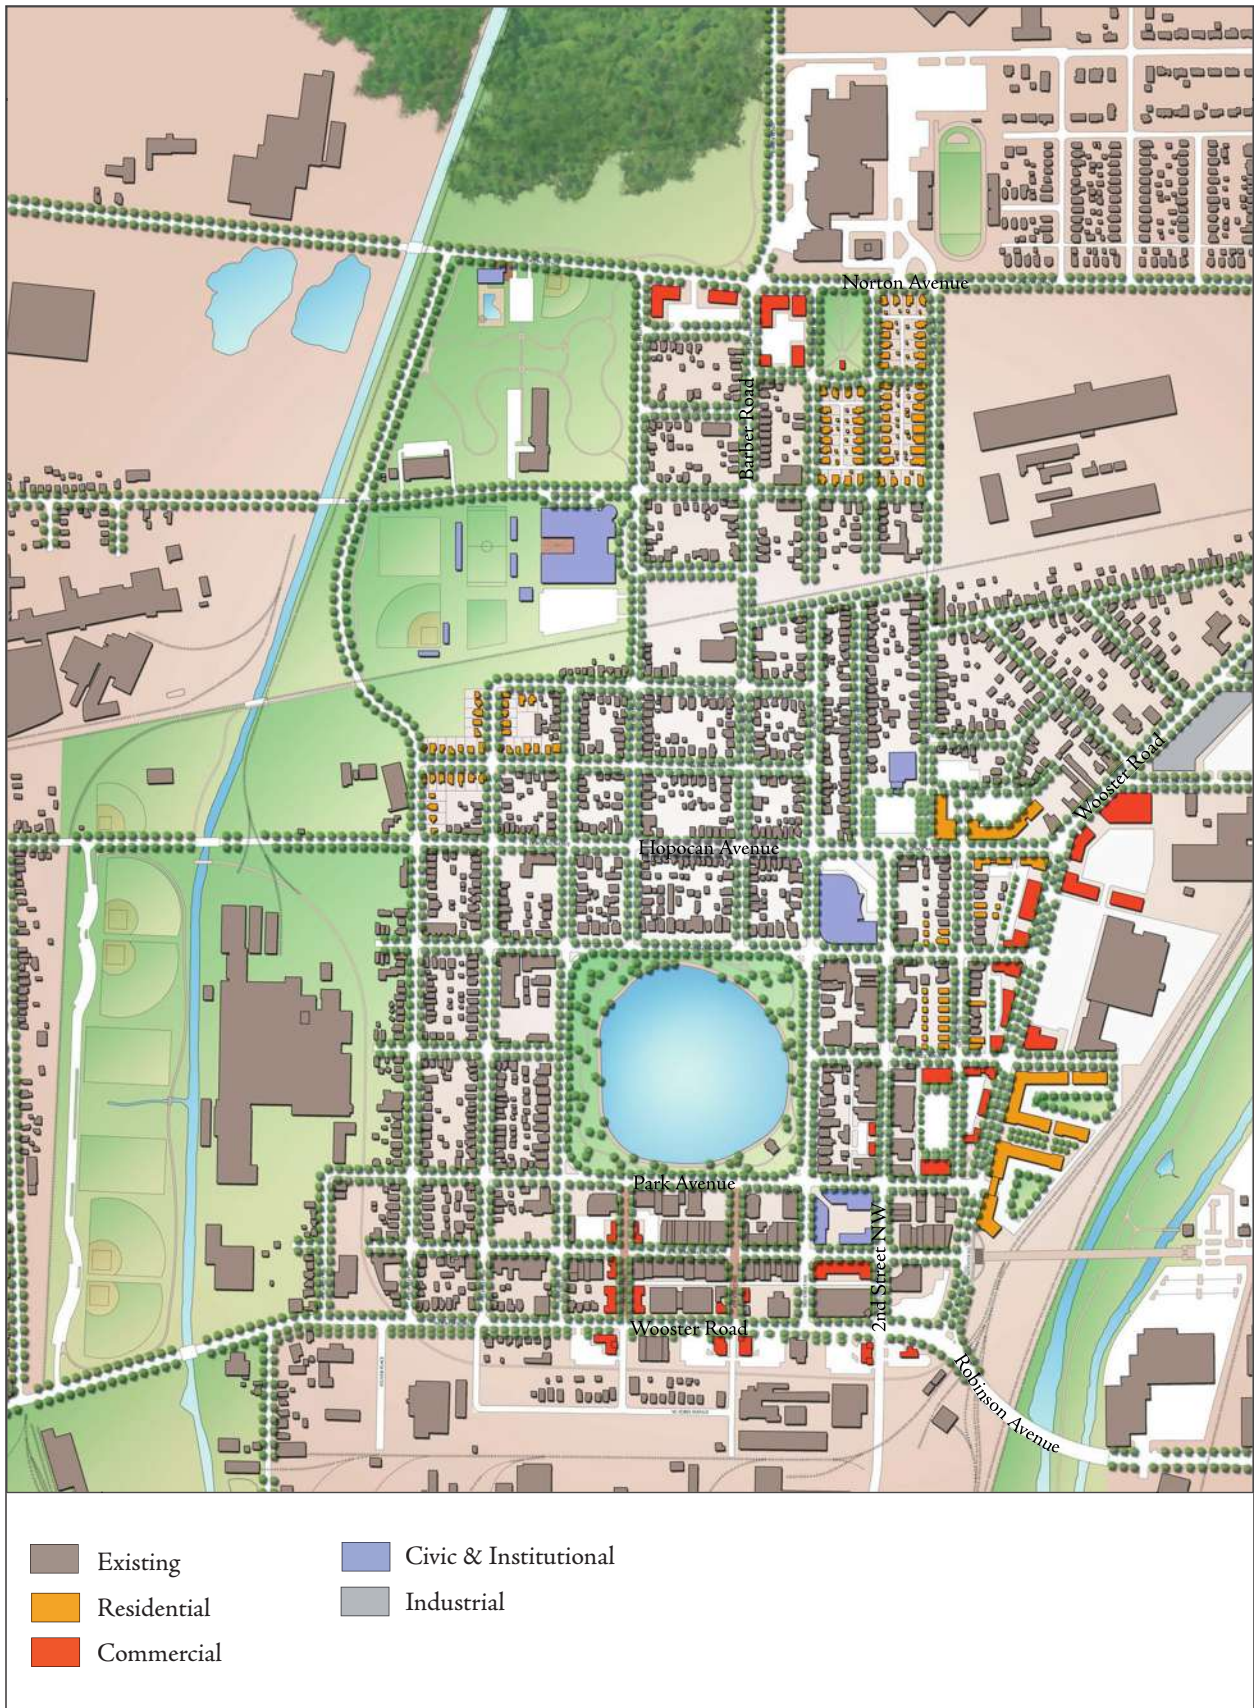 Norton Avenue
Barber Road
Wooster Road
Hopocan Avenue
Park Avenue
2nd Street NW
Wooster Road
Robinson Avenue
Existing
Residential
Commercial
Civic & Institutional
Industrial